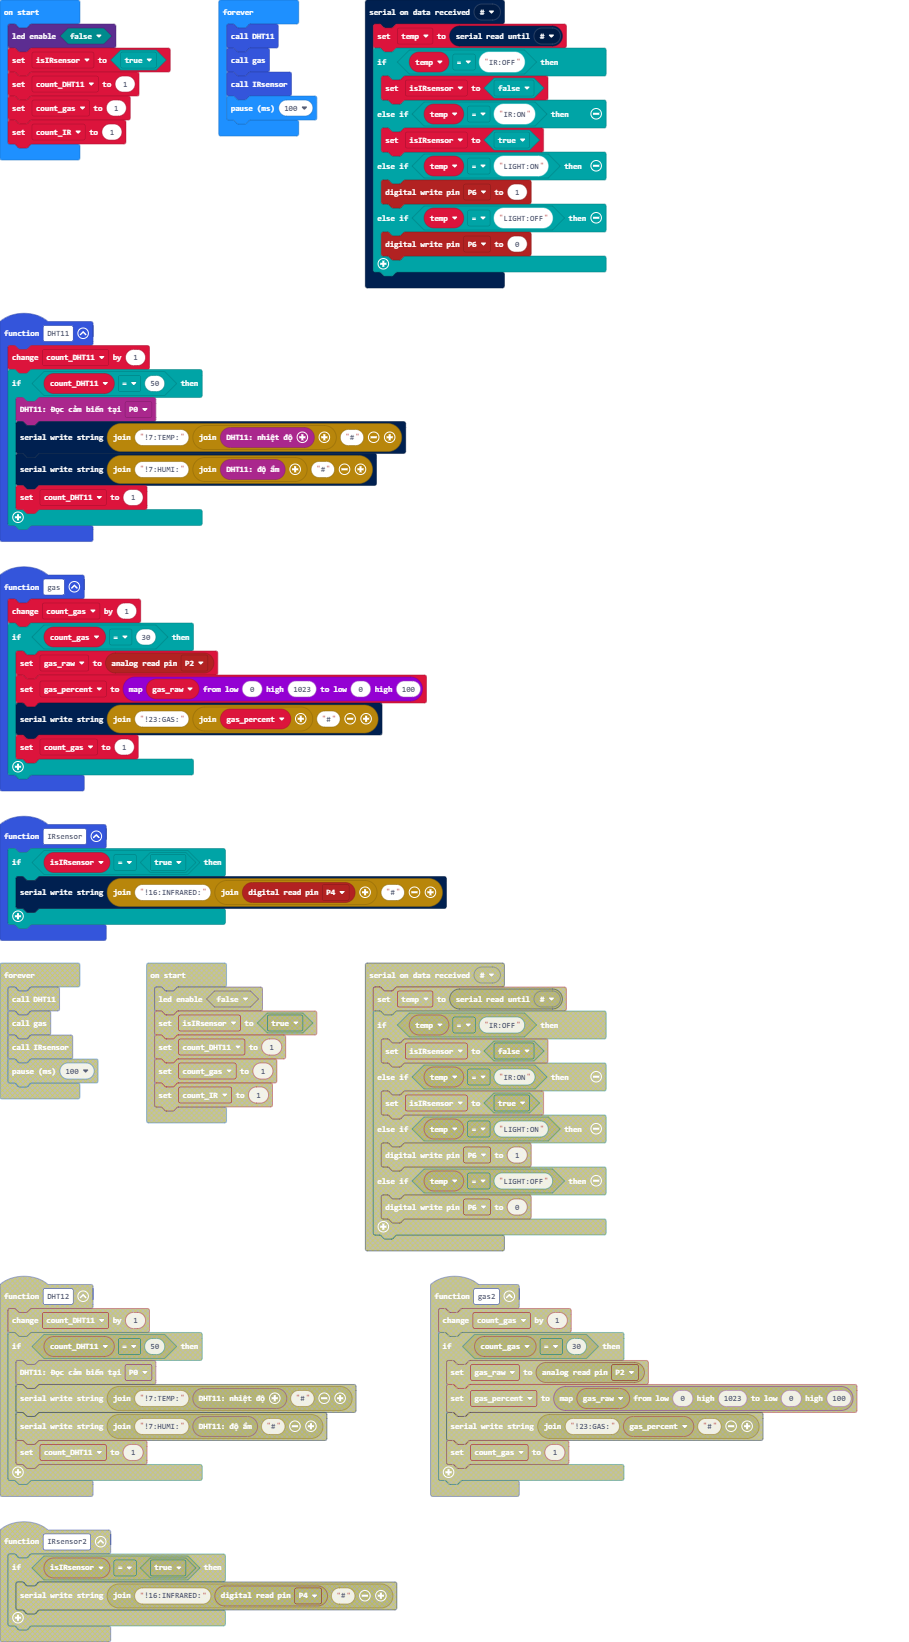 on start
led enable false
set isIRsensor to true
set count_DHT11 to 1
set count_gas to 1
set count_IR to 1
forever
call DHT11
call gas
call IRsensor
pause (ms) 100
serial on data received #
set temp to serial read until #
if temp = "IR:OFF" then
set isIRsensor to false
else if temp = "IR:ON" then
set isIRsensor to true
else if temp = "LIGHT:ON" then
digital write pin P6 to 1
else if temp = "LIGHT:OFF" then
digital write pin P6 to 0
function DHT11
change count_DHT11 by 1
if count_DHT11 = 50 then
DHT11: Đọc cảm biến tại P0
serial write string join "!7:TEMP:" join DHT11: nhiệt độ "#"
serial write string join "!7:HUMI:" join DHT11: độ ẩm "#"
set count_DHT11 to 1
function gas
change count_gas by 1
if count_gas = 30 then
set gas_raw to analog read pin P2
set gas_percent to map gas_raw from low 0 high 1023 to low 0 high 100
serial write string join "!23:GAS:" join gas_percent "#"
set count_gas to 1
function IRsensor
if isIRsensor = true then
serial write string join "!16:INFRARED:" join digital read pin P4 "#"
forever
call DHT11
call gas
call IRsensor
pause (ms) 100
on start
led enable false
set isIRsensor to true
set count_DHT11 to 1
set count_gas to 1
set count_IR to 1
serial on data received #
set temp to serial read until #
if temp = "IR:OFF" then
set isIRsensor to false
else if temp = "IR:ON" then
set isIRsensor to true
else if temp = "LIGHT:ON" then
digital write pin P6 to 1
else if temp = "LIGHT:OFF" then
digital write pin P6 to 0
function DHT12
change count_DHT11 by 1
if count_DHT11 = 50 then
DHT11: Đọc cảm biến tại P0
serial write string join "!7:TEMP:" DHT11: nhiệt độ "#"
serial write string join "!7:HUMI:" DHT11: độ ẩm "#"
set count_DHT11 to 1
function gas2
change count_gas by 1
if count_gas = 30 then
set gas_raw to analog read pin P2
set gas_percent to map gas_raw from low 0 high 1023 to low 0 high 100
serial write string join "!23:GAS:" gas_percent "#"
set count_gas to 1
function IRsensor2
if isIRsensor = true then
serial write string join "!16:INFRARED:" digital read pin P4 "#"